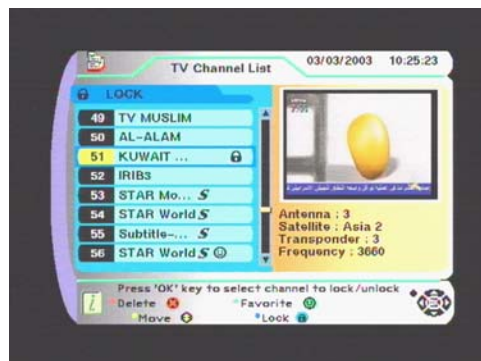 TV Channel List
03/03/2003 10:25:23
LOCK
49 TV MUSLIM
50 AL-ALAM
51 KUWAIT ...
52 IRIB3
53 STAR Mo... S
54 STAR World S
55 Subtitle-... S
56 STAR World S
Antenna : 3
Satellite : Asia 2
Transponder : 3
Frequency : 3660
Press 'OK' key to select channel to lock/unlock
Delete
Favorite
Move
Lock